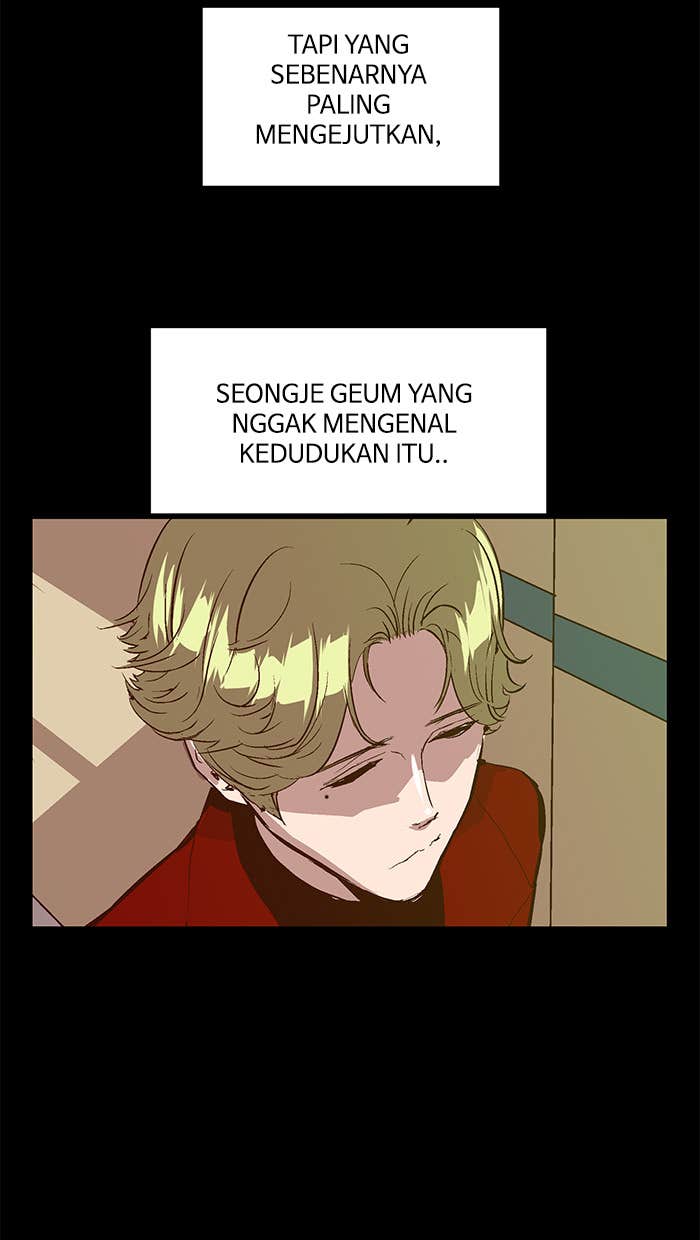 TAPI YANG
SEBENARNYA
PALING
MENGEJUTKAN,
SEONGJE GEUM YANG
NGGAK MENGENAL
KEDUDUKAN ITU..